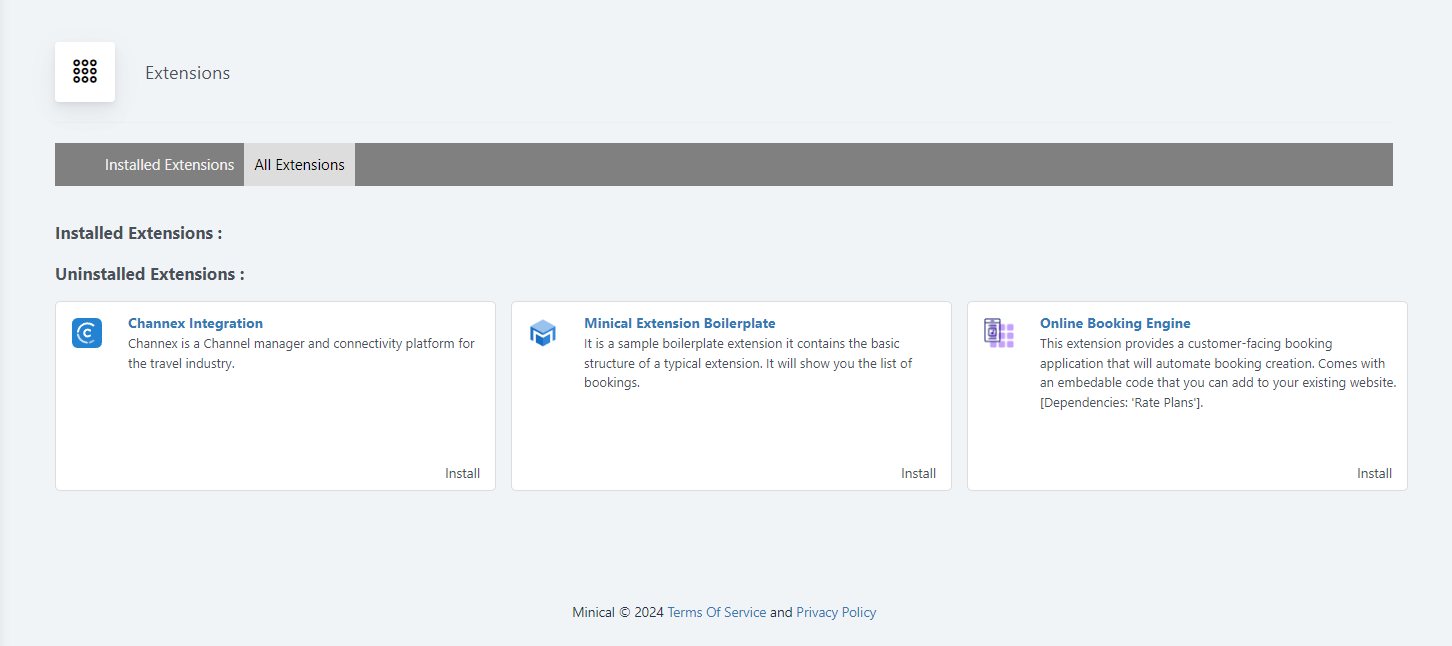 Extensions
Installed Extensions
All Extensions
Installed Extensions :
Uninstalled Extensions :
Channex Integration
Channex is a Channel manager and connectivity platform for
the travel industry.
Install
Minical Extension Boilerplate
It is a sample boilerplate extension it contains the basic
structure of a typical extension. It will show you the list of
bookings.
Install
Online Booking Engine
This extension provides a customer-facing booking
application that will automate booking creation. Comes with
an embedable code that you can add to your existing website.
[Dependencies: 'Rate Plans'].
Install
Minical © 2024 Terms Of Service and Privacy Policy